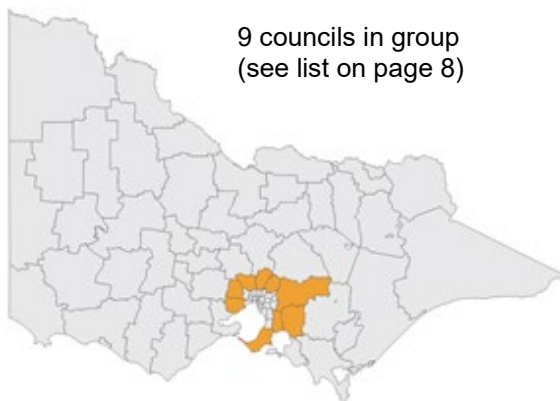 9 councils in group
(see list on page 8)